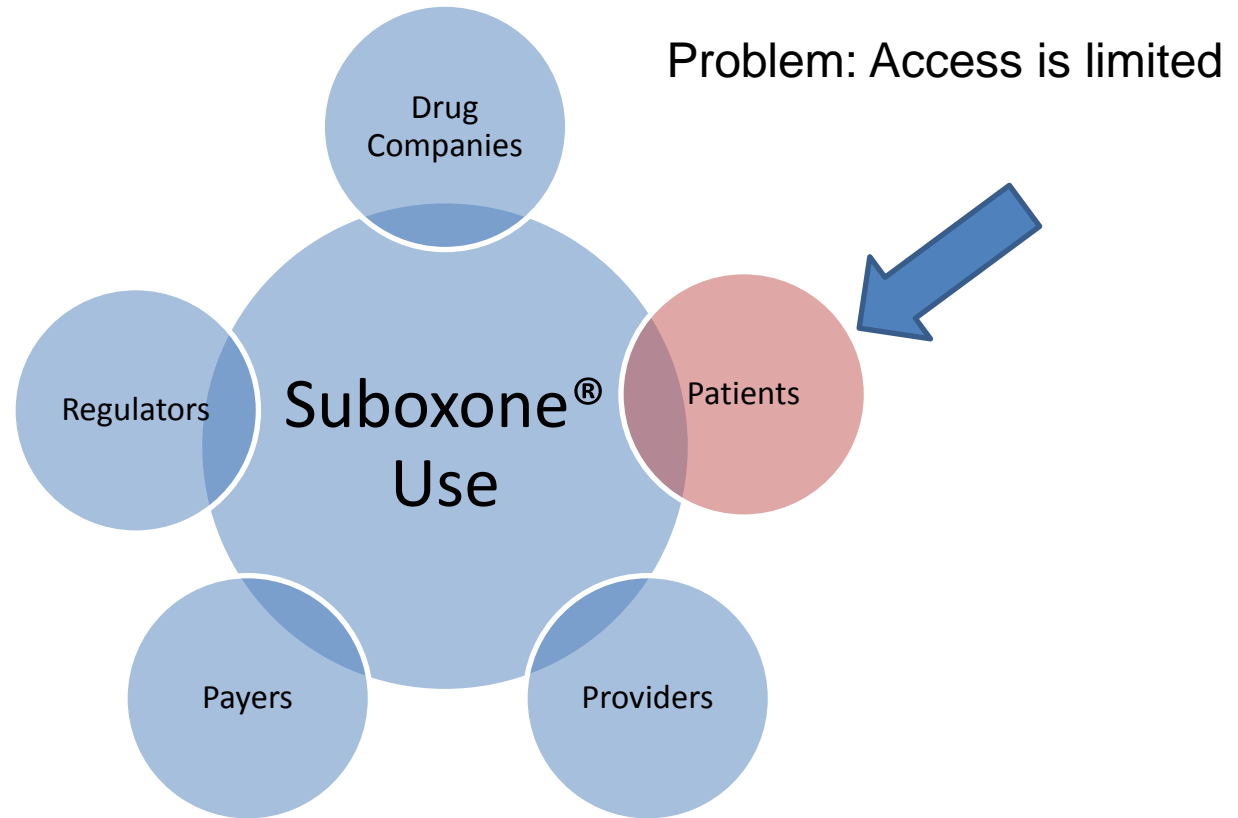 Problem: Access is limited
Drug
Companies
Patients
Regulators
Suboxone®
Use
Payers
Providers